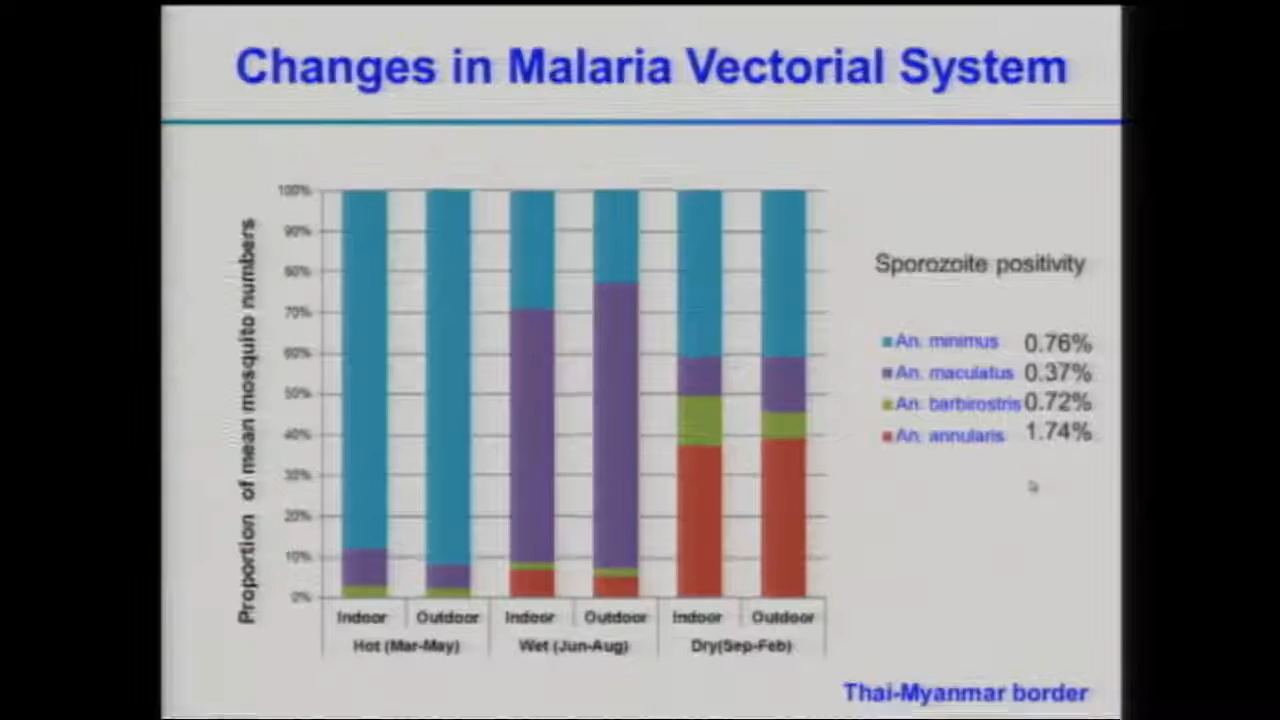 Changes in Malaria Vectorial System
Proportion of mean mosquito numbers
100%
90%
80%
70%
60%
50%
40%
30%
20%
10%
0%
Indoor Outdoor Indoor Outdoor Indoor Outdoor
Hot (Mar-May) Wet (Jun-Aug) Dry(Sep-Feb)
Sporozoite positivity
An. minimus 0.76%
An. maculatus 0.37%
An. barbirostris 0.72%
An. annularis 1.74%
Thai-Myanmar border